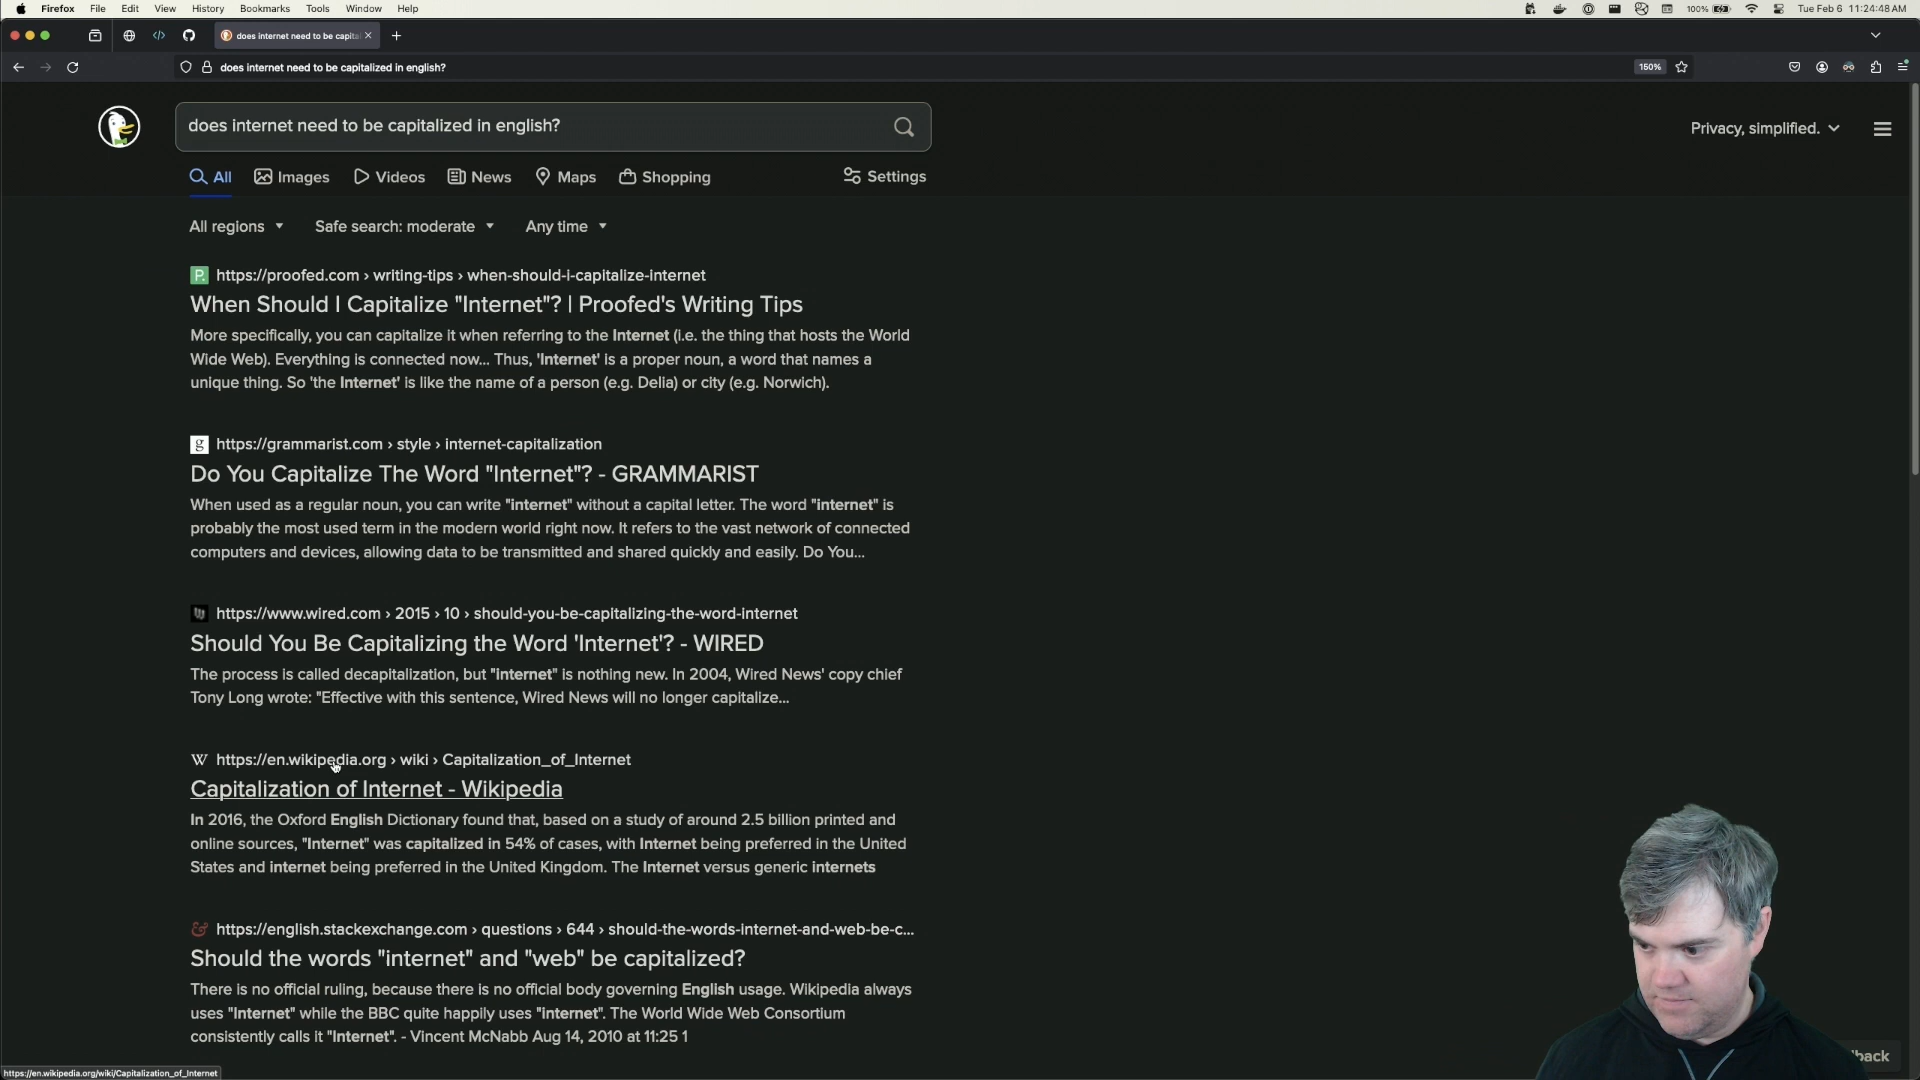 Firefox File Edit View History Bookmarks Tools Window Help 100% Tue Feb 6 11:24:48 AM
does internet need to be capita
does internet need to be capitalized in english? 150%
does internet need to be capitalized in english?
Privacy, simplified.
All Images Videos News Maps Shopping Settings
All regions Safe search: moderate Any time
P. https://proofed.com › writing-tips › when-should-i-capitalize-internet
When Should I Capitalize "Internet"? | Proofed's Writing Tips
More specifically, you can capitalize it when referring to the Internet (i.e. the thing that hosts the World
Wide Web). Everything is connected now... Thus, 'Internet' is a proper noun, a word that names a
unique thing. So 'the Internet' is like the name of a person (e.g. Delia) or city (e.g. Norwich).
g https://grammarist.com › style › internet-capitalization
Do You Capitalize The Word "Internet"? - GRAMMARIST
When used as a regular noun, you can write "internet" without a capital letter. The word "internet" is
probably the most used term in the modern world right now. It refers to the vast network of connected
computers and devices, allowing data to be transmitted and shared quickly and easily. Do You...
https://www.wired.com › 2015 › 10 › should-you-be-capitalizing-the-word-internet
Should You Be Capitalizing the Word 'Internet'? - WIRED
The process is called decapitalization, but "internet" is nothing new. In 2004, Wired News' copy chief
Tony Long wrote: "Effective with this sentence, Wired News will no longer capitalize...
W https://en.wikipedia.org › wiki › Capitalization_of_Internet
Capitalization of Internet - Wikipedia
In 2016, the Oxford English Dictionary found that, based on a study of around 2.5 billion printed and
online sources, "Internet" was capitalized in 54% of cases, with Internet being preferred in the United
States and internet being preferred in the United Kingdom. The Internet versus generic internets
https://english.stackexchange.com › questions › 644 › should-the-words-internet-and-web-be-c...
Should the words "internet" and "web" be capitalized?
There is no official ruling, because there is no official body governing English usage. Wikipedia always
uses "Internet" while the BBC quite happily uses "internet". The World Wide Web Consortium
consistently calls it "Internet". - Vincent McNabb Aug 14, 2010 at 11:25 1
back
https://en.wikipedia.org/wiki/Capitalization_of_Internet